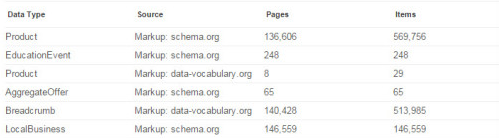 Data Type Source Pages Items
Product Markup: schema.org 136,606 569,756
EducationEvent Markup: schema.org 248 248
Product Markup: data-vocabulary.org 8 29
AggregateOffer Markup: schema.org 65 65
Breadcrumb Markup: data-vocabulary.org 140,428 513,985
LocalBusiness Markup: schema.org 146,559 146,559